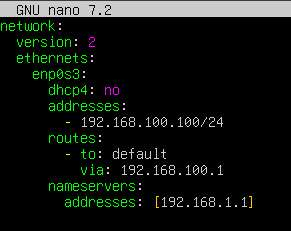 GNU nano 7.2
network:
  version: 2
  ethernets:
    enp0s3:
      dhcp4: no
      addresses:
        - 192.168.100.100/24
      routes:
        - to: default
          via: 192.168.100.1
      nameservers:
        addresses: [192.168.1.1]